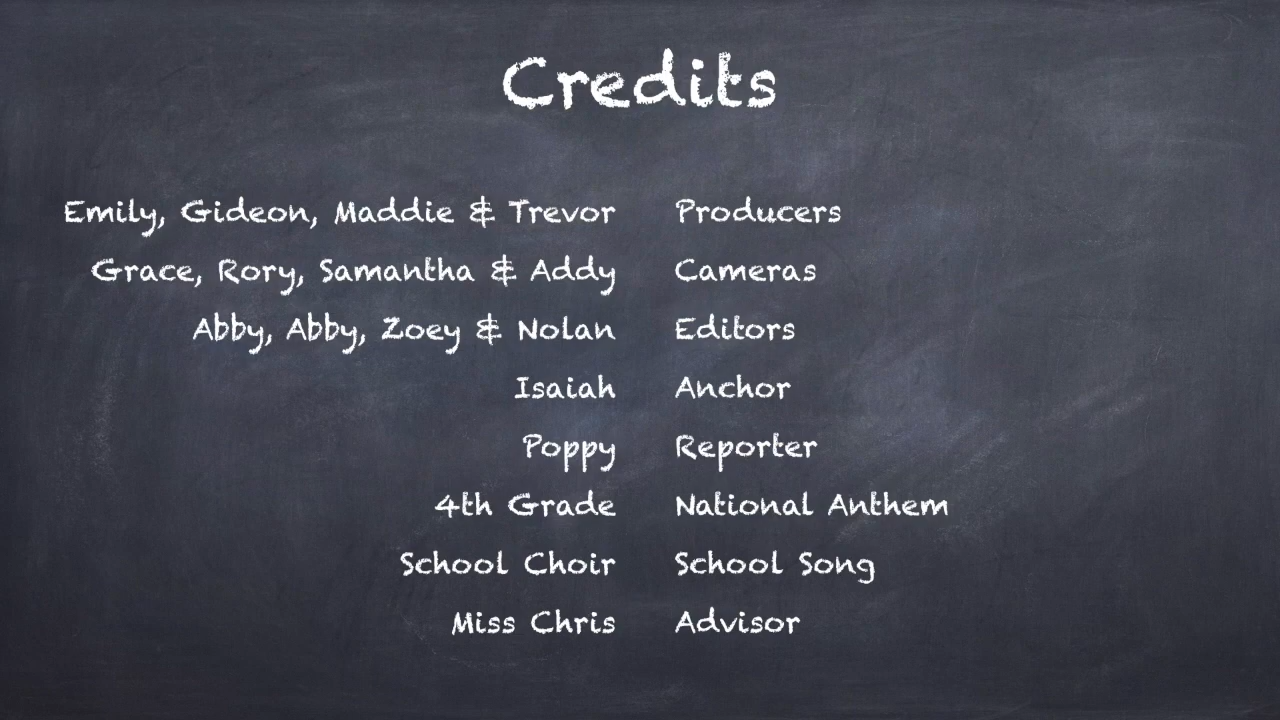 Credits
Emily, Gideon, Maddie & Trevor Producers
Grace, Rory, Samantha & Addy Cameras
Abby, Abby, Zoey & Nolan Editors
Isaiah Anchor
Poppy Reporter
4th Grade National Anthem
School Choir School Song
Miss Chris Advisor